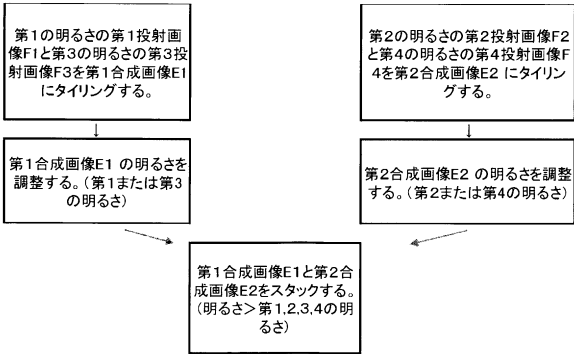 第1の明るさの第1投射画
像F1と第3の明るさの第3投
射画像F3を第1合成画像E1
にタイリングする。
第2の明るさの第2投射画像F2
と第4の明るさの第4投射画像F
4を第2合成画像E2 にタイリン
グする。
第1合成画像E1 の明るさを
調整する。(第1または第3
の明るさ)
第2合成画像E2 の明るさを調整
する。(第2または第4の明るさ)
第1合成画像E1と第2合
成画像E2をスタックする。
(明るさ>第1,2,3,4の明
るさ)